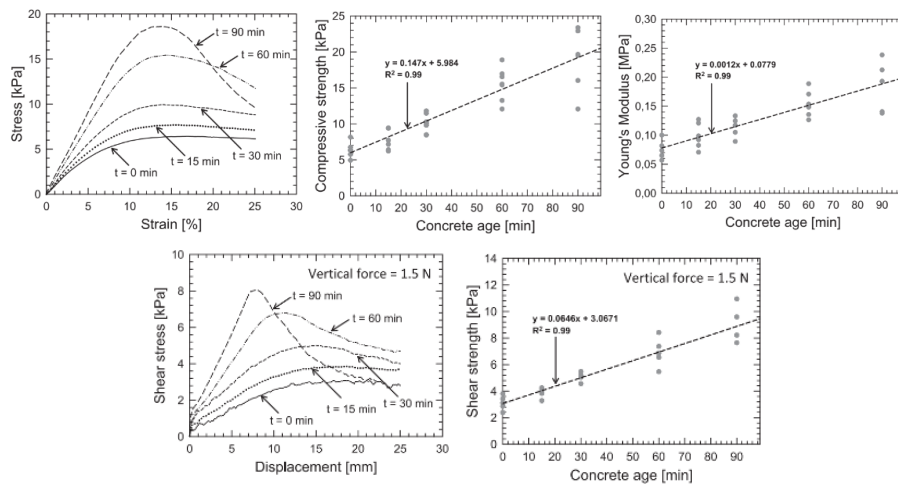 Stress [kPa]
20
15
10
5
0
t = 90 min
t = 60 min
t = 30 min
t = 15 min
t = 0 min
0 5 10 15 20 25 30
Strain [%]
Compressive strength [kPa]
25
20
15
10
5
0
y = 0.147x + 5.984
R² = 0.99
0 10 20 30 40 50 60 70 80 90
Concrete age [min]
Young's Modulus [MPa]
0,30
0,25
0,20
0,15
0,10
0,05
0,00
y = 0.0012x + 0.0779
R² = 0.99
0 10 20 30 40 50 60 70 80 90
Concrete age [min]
Shear stress [kPa]
10
8
6
4
2
0
Vertical force = 1.5 N
t = 90 min
t = 60 min
t = 30 min
t = 15 min
t = 0 min
0 5 10 15 20 25 30
Displacement [mm]
Shear strength [kPa]
14
12
10
8
6
4
2
0
Vertical force = 1.5 N
y = 0.0646x + 3.0671
R² = 0.99
0 10 20 30 40 50 60 70 80 90
Concrete age [min]